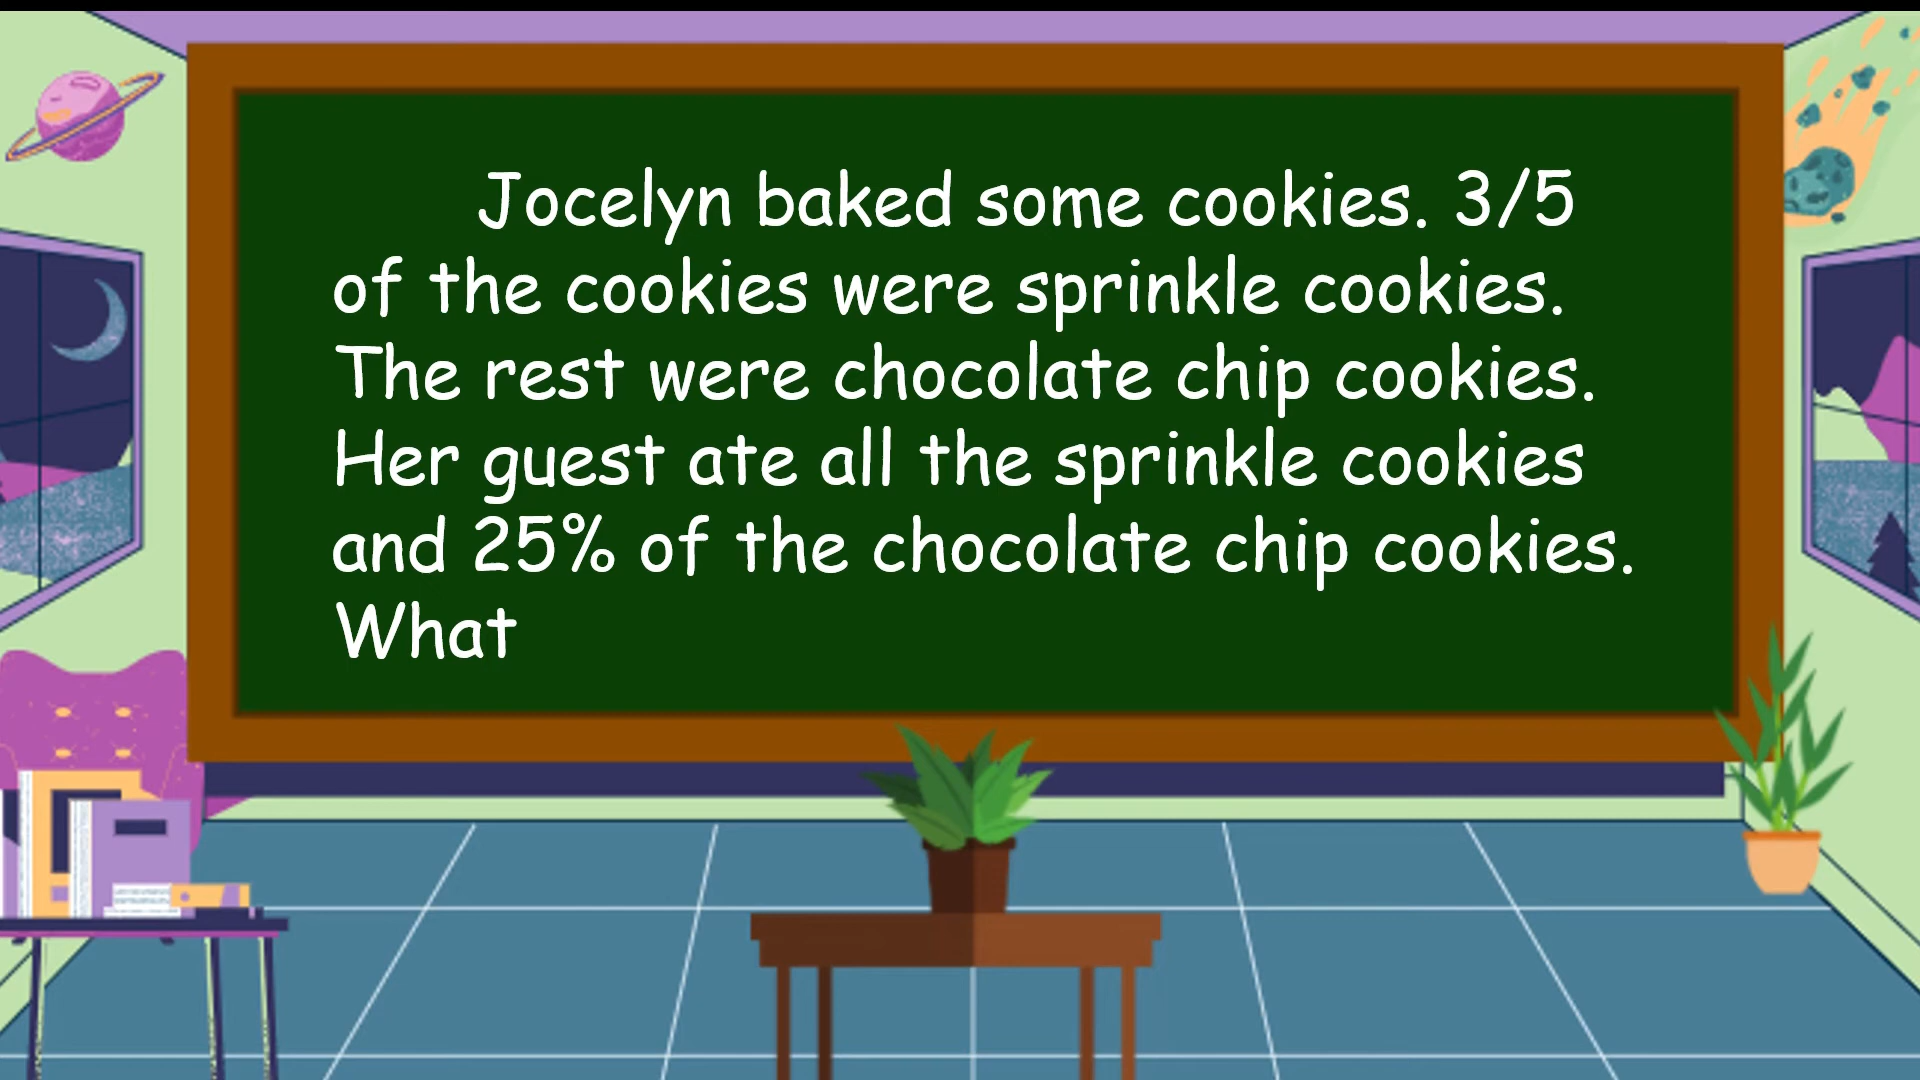 Jocelyn baked some cookies. 3/5
of the cookies were sprinkle cookies.
The rest were chocolate chip cookies.
Her guest ate all the sprinkle cookies
and 25% of the chocolate chip cookies.
What